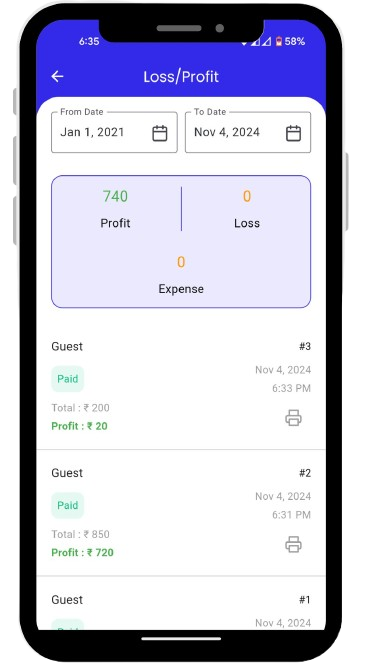 6:35 58%
Loss/Profit
From Date To Date
Jan 1, 2021 Nov 4, 2024
740 0
Profit Loss
0
Expense
Guest #3
Nov 4, 2024
Paid
6:33 PM
Total : ₹ 200
Profit : ₹ 20
Guest #2
Nov 4, 2024
Paid
6:31 PM
Total : ₹ 850
Profit : ₹ 720
Guest #1
Nov 4, 2024